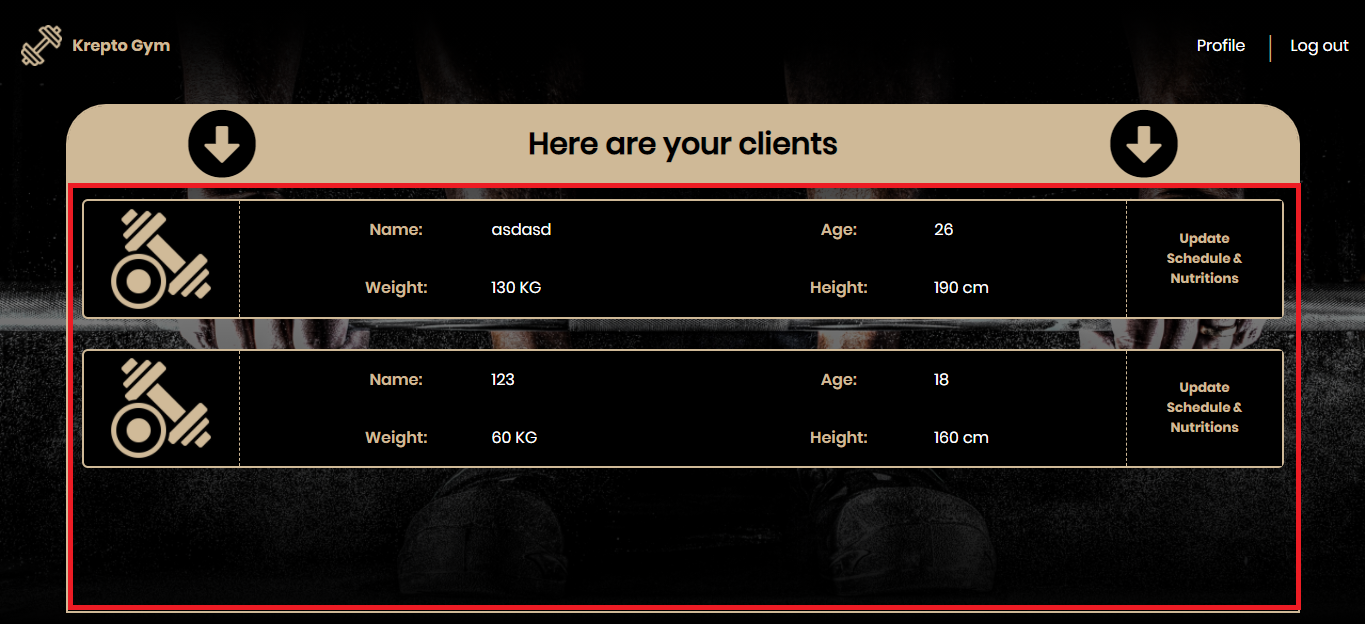 Krepto Gym
Profile
Log out
Here are your clients
Name: asdasd Age: 26
Weight: 130 KG Height: 190 cm
Update
Schedule &
Nutritions
Name: 123 Age: 18
Weight: 60 KG Height: 160 cm
Update
Schedule &
Nutritions